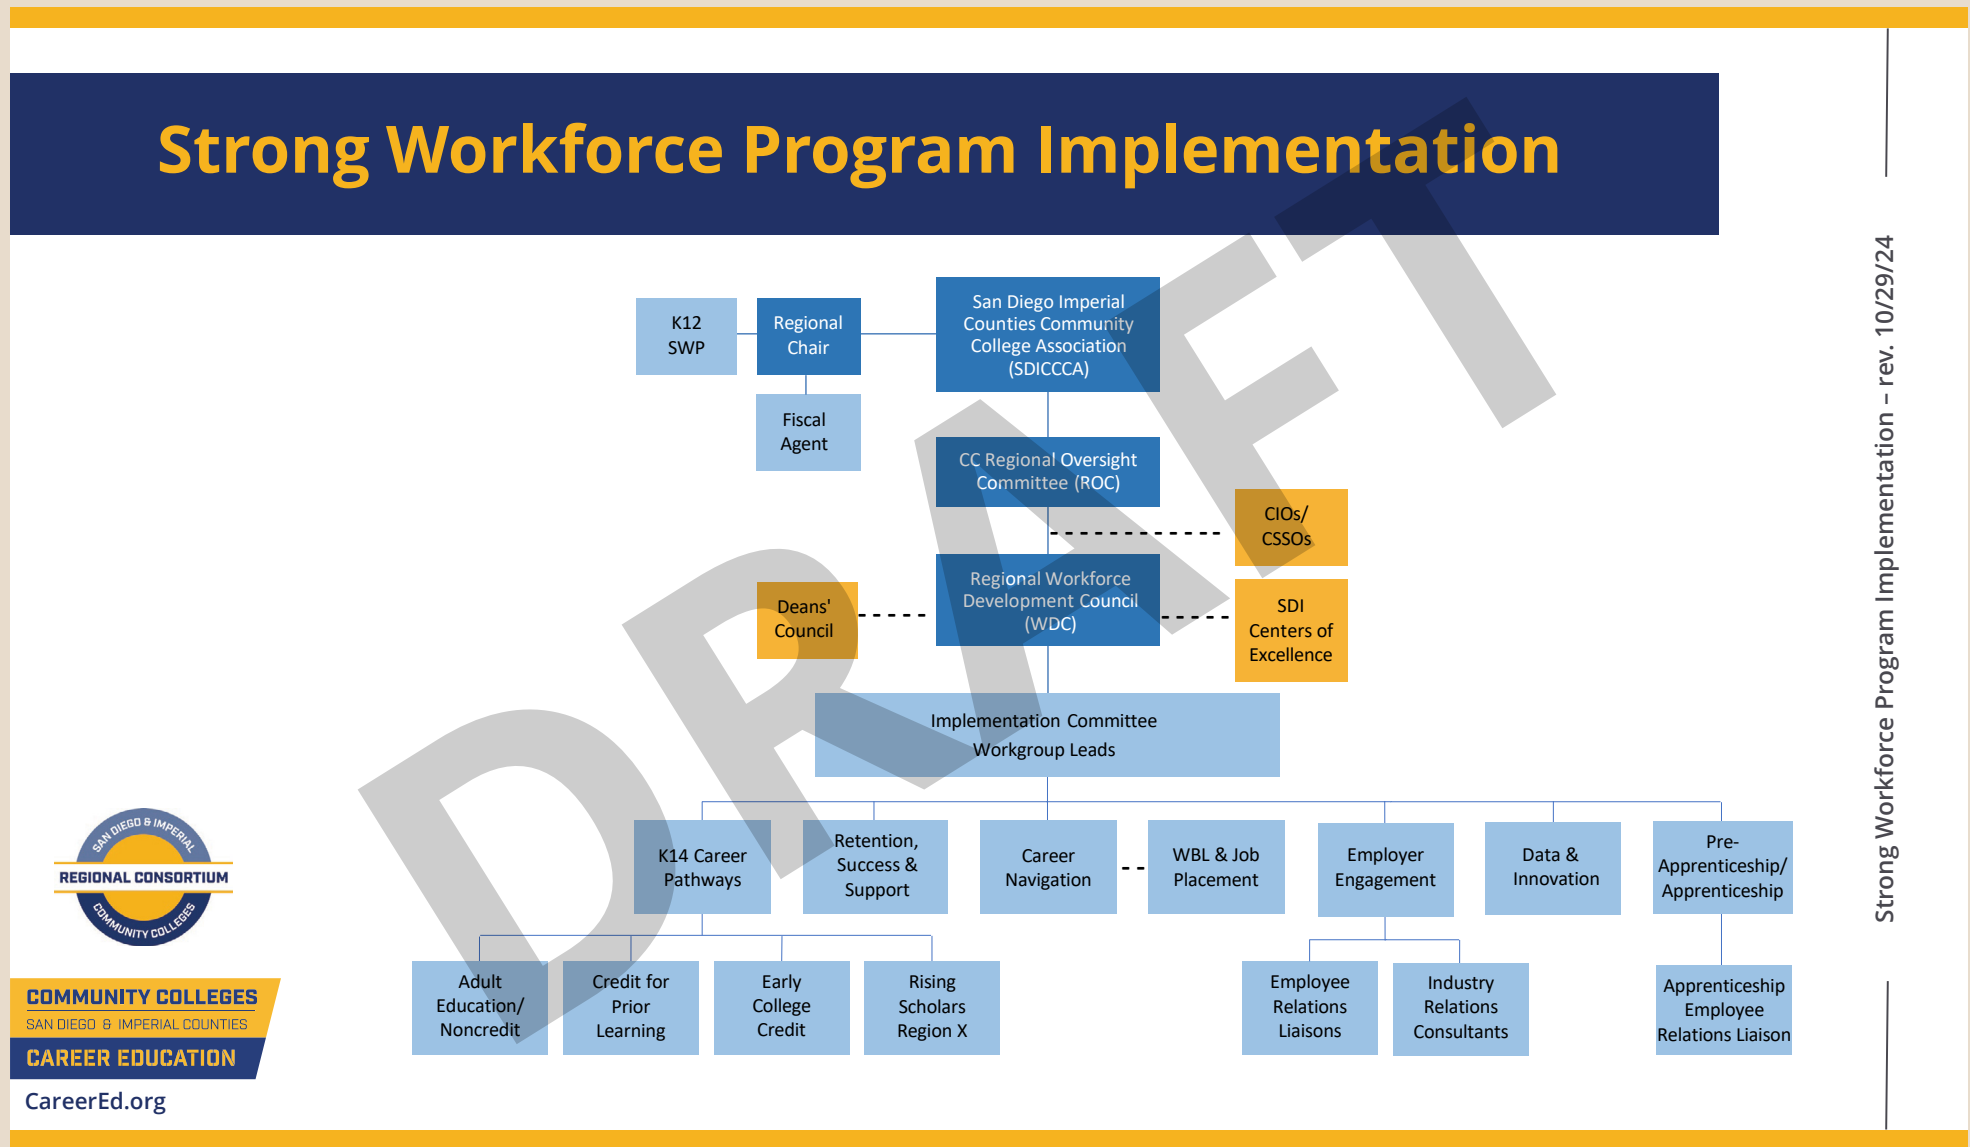 Strong Workforce Program Implementation
K12
SWP
Regional
Chair
San Diego Imperial
Counties Community
College Association
(SDICCCA)
Fiscal
Agent
CC Regional Oversight
Committee (ROC)
CIOs/
CSSOs
Deans'
Council
Regional Workforce
Development Council
(WDC)
SDI
Centers of
Excellence
Implementation Committee
Workgroup Leads
K14 Career
Pathways
Retention,
Success &
Support
Career
Navigation
WBL & Job
Placement
Employer
Engagement
Data &
Innovation
Pre-
Apprenticeship/
Apprenticeship
Adult
Education/
Noncredit
Credit for
Prior
Learning
Early
College
Credit
Rising
Scholars
Region X
Employee
Relations
Liaisons
Industry
Relations
Consultants
Apprenticeship
Employee
Relations Liaison
DRAFT
SAN DIEGO & IMPERIAL
REGIONAL CONSORTIUM
COMMUNITY COLLEGES
COMMUNITY COLLEGES
SAN DIEGO & IMPERIAL COUNTIES
CAREER EDUCATION
CareerEd.org
Strong Workforce Program Implementation – rev. 10/29/24